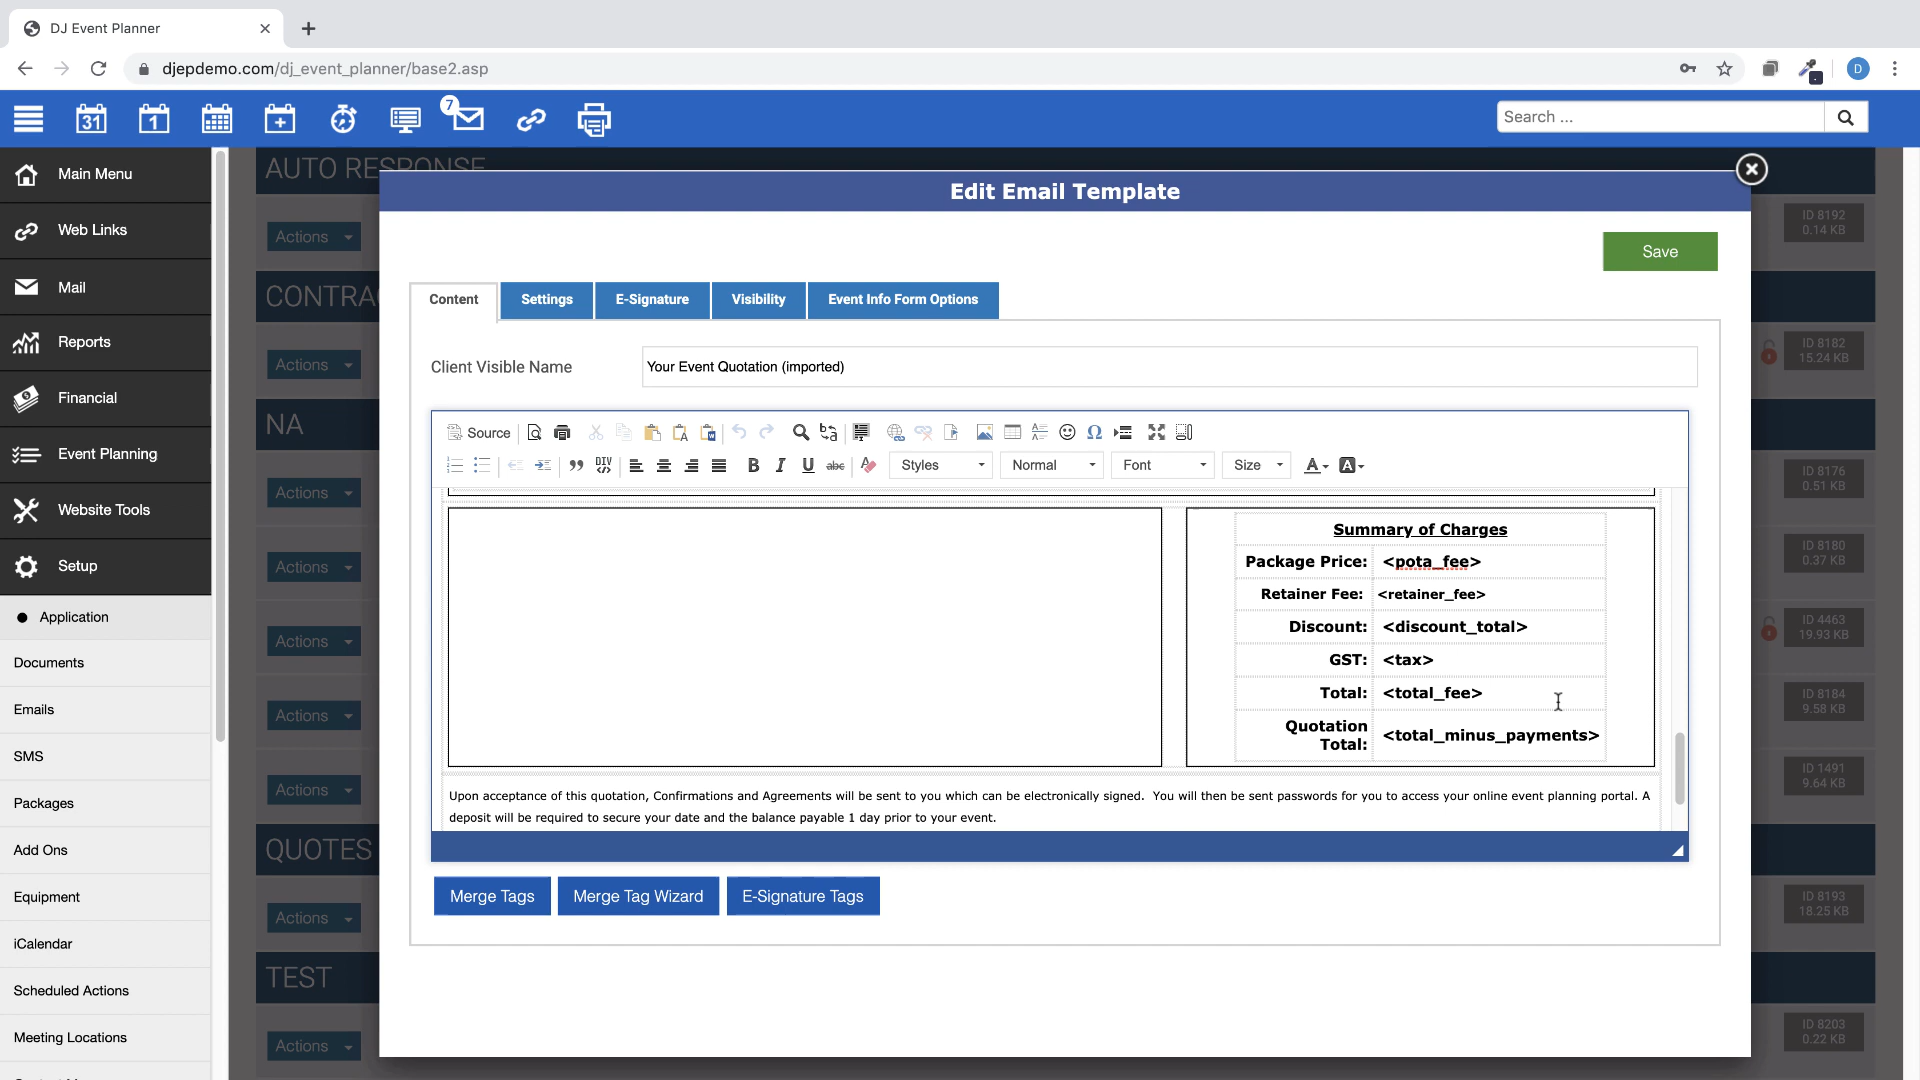 DJ Event Planner
djepdemo.com/dj_event_planner/base2.asp
D
31
1
7
Search ...
Main Menu
Web Links
Mail
Reports
Financial
Event Planning
Website Tools
Setup
Application
Documents
Emails
SMS
Packages
Add Ons
Equipment
iCalendar
Scheduled Actions
Meeting Locations
AUTO RESPONSE
Actions
ID 8192
0.14 KB
CONTRA
Actions
ID 8182
15.24 KB
NA
Actions
ID 8176
0.51 KB
Actions
ID 8180
0.37 KB
Actions
ID 4463
19.93 KB
Actions
ID 8184
9.58 KB
Actions
ID 1491
9.64 KB
QUOTES
Actions
ID 8193
18.25 KB
TEST
Actions
ID 8203
0.22 KB
Edit Email Template
Save
Content
Settings
E-Signature
Visibility
Event Info Form Options
Client Visible Name
Your Event Quotation (imported)
Source
Styles
Normal
Font
Size
Summary of Charges
Package Price: <pota_fee>
Retainer Fee: <retainer_fee>
Discount: <discount_total>
GST: <tax>
Total: <total_fee>
Quotation
Total: <total_minus_payments>
Upon acceptance of this quotation, Confirmations and Agreements will be sent to you which can be electronically signed.  You will then be sent passwords for you to access your online event planning portal. A
deposit will be required to secure your date and the balance payable 1 day prior to your event.
Merge Tags
Merge Tag Wizard
E-Signature Tags